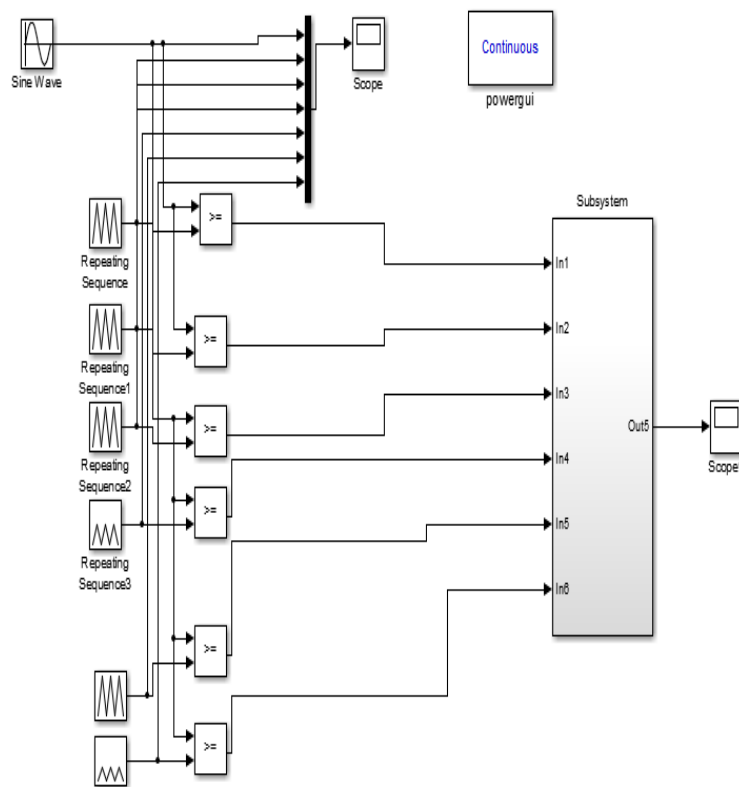 Sine Wave
Scope
Continuous
powergui
Repeating
Sequence
>=
Subsystem
In1
Repeating
Sequence1
>=
In2
Repeating
Sequence2
>=
In3
Out5
Scope1
Repeating
Sequence3
>=
In4
In5
>=
In6
>=